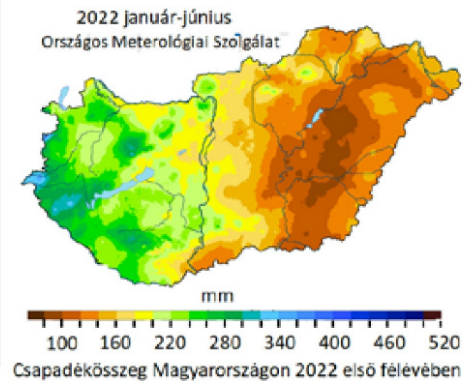 2022 január-június
Országos Meterológiai Szolgálat
mm
100 160 220 280 340 400 460 520
Csapadékösszeg Magyarországon 2022 első félévében